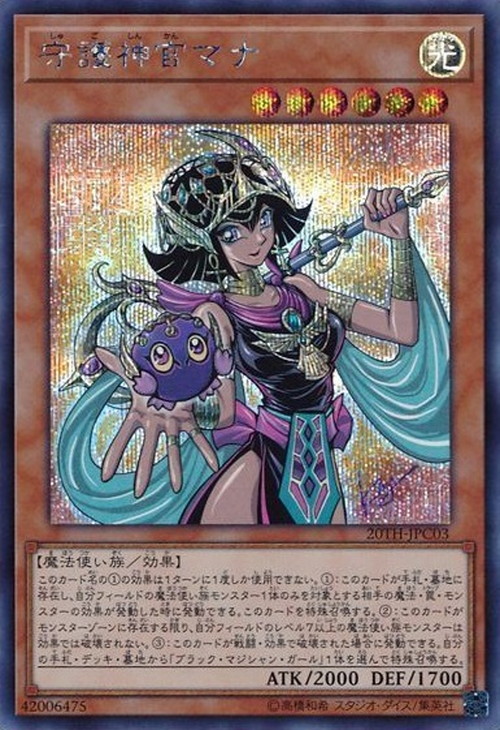 守護神官マナ
光
20TH-JPC03
【魔法使い族／効果】
このカード名の①の効果は1ターンに1度しか使用できない。①：このカードが手札・墓地に
存在し、自分フィールドの魔法使い族モンスター1体のみを対象とする相手の魔法・罠・モン
スターの効果が発動した時に発動できる。このカードを特殊召喚する。②：このカードが
モンスターゾーンに存在する限り、自分フィールドのレベル7以上の魔法使い族モンスターは
効果では破壊されない。③：このカードが戦闘・効果で破壊された場合に発動できる。自分
の手札・デッキ・墓地から「ブラック・マジシャン・ガール」1体を選んで特殊召喚する。
ATK/2000 DEF/1700
42006475
©高橋和希 スタジオ・ダイス/集英社